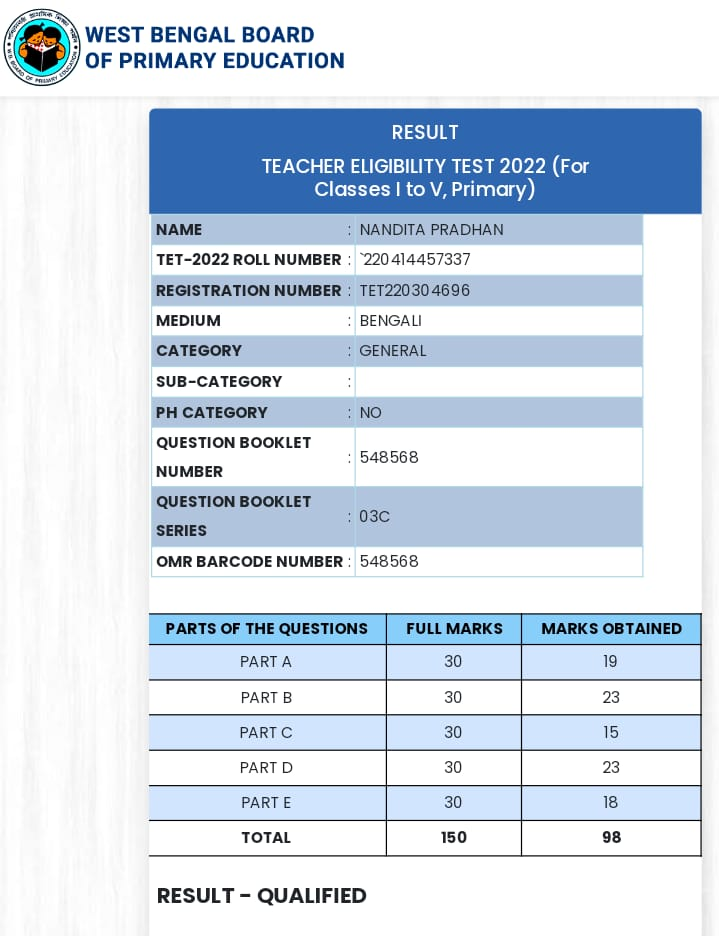 WEST BENGAL BOARD
OF PRIMARY EDUCATION
RESULT
TEACHER ELIGIBILITY TEST 2022 (For
Classes I to V, Primary)
NAME : NANDITA PRADHAN
TET-2022 ROLL NUMBER : `220414457337
REGISTRATION NUMBER : TET220304696
MEDIUM : BENGALI
CATEGORY : GENERAL
SUB-CATEGORY :
PH CATEGORY : NO
QUESTION BOOKLET
NUMBER : 548568
QUESTION BOOKLET
SERIES : 03C
OMR BARCODE NUMBER : 548568
PARTS OF THE QUESTIONS FULL MARKS MARKS OBTAINED
PART A 30 19
PART B 30 23
PART C 30 15
PART D 30 23
PART E 30 18
TOTAL 150 98
RESULT - QUALIFIED